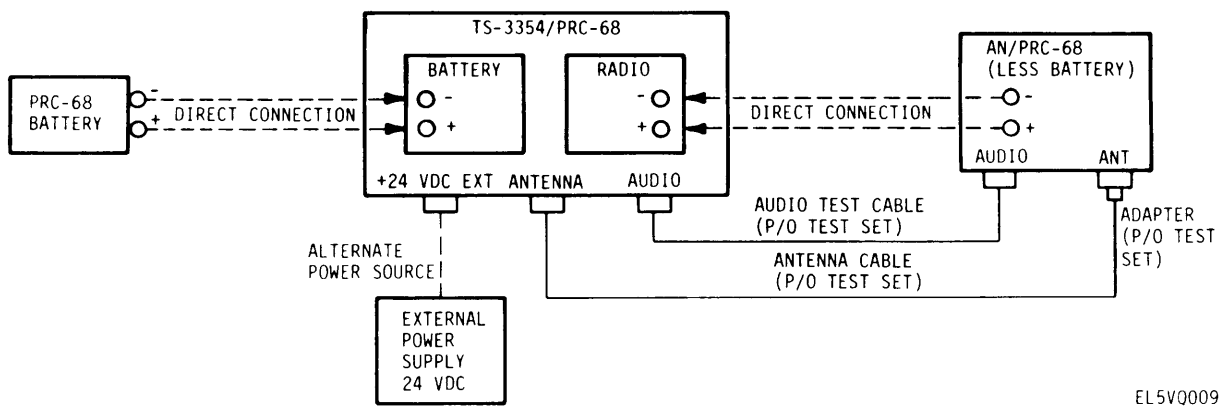 TS-3354/PRC-68
BATTERY
-
+
RADIO
-
+
+24 VDC EXT
ANTENNA
AUDIO
PRC-68
BATTERY
-
+
DIRECT CONNECTION
DIRECT CONNECTION
AN/PRC-68
(LESS BATTERY)
-
+
AUDIO
ANT
AUDIO TEST CABLE
(P/O TEST SET)
ANTENNA CABLE
(P/O TEST SET)
ADAPTER
(P/O TEST
SET)
ALTERNATE
POWER SOURCE
EXTERNAL
POWER
SUPPLY
24 VDC
EL5VQ009